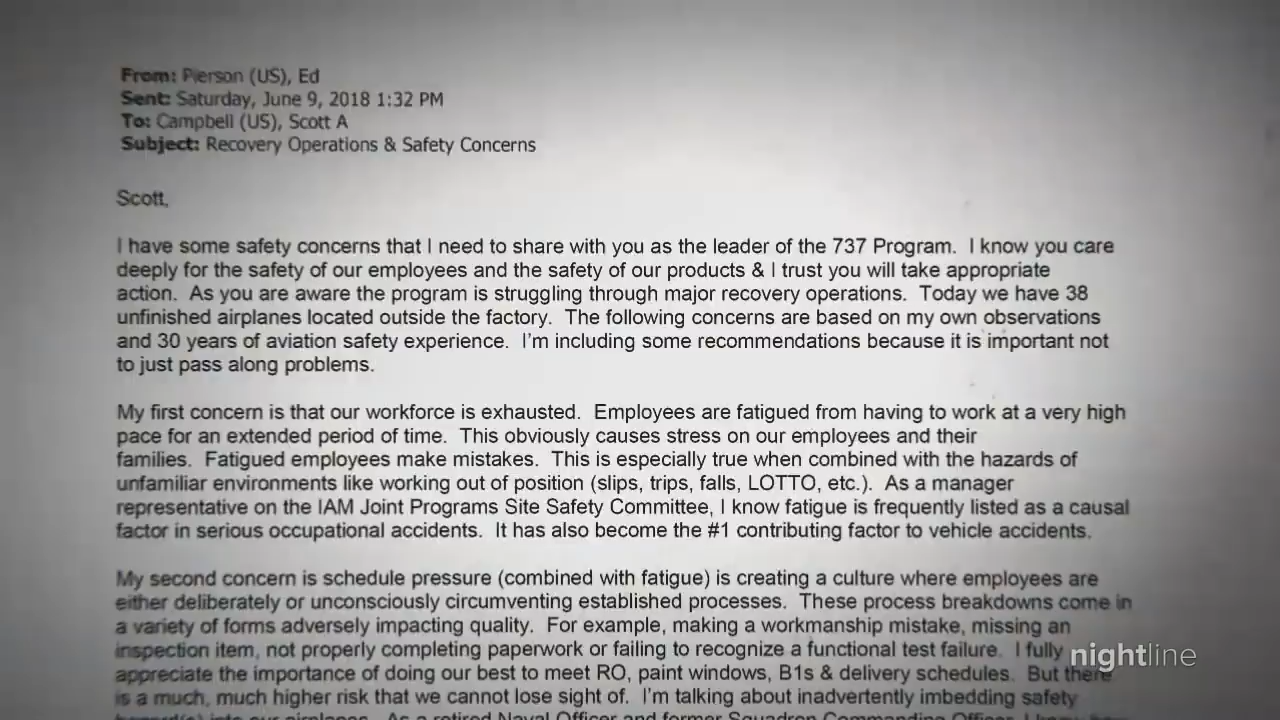 From: Pierson (US), Ed
Sent: Saturday, June 9, 2018 1:32 PM
To: Campbell (US), Scott A
Subject: Recovery Operations & Safety Concerns
Scott,
I have some safety concerns that I need to share with you as the leader of the 737 Program.  I know you care
deeply for the safety of our employees and the safety of our products & I trust you will take appropriate
action.  As you are aware the program is struggling through major recovery operations.  Today we have 38
unfinished airplanes located outside the factory.  The following concerns are based on my own observations
and 30 years of aviation safety experience.  I'm including some recommendations because it is important not
to just pass along problems.
My first concern is that our workforce is exhausted.  Employees are fatigued from having to work at a very high
pace for an extended period of time.  This obviously causes stress on our employees and their
families.  Fatigued employees make mistakes.  This is especially true when combined with the hazards of
unfamiliar environments like working out of position (slips, trips, falls, LOTTO, etc.).  As a manager
representative on the IAM Joint Programs Site Safety Committee, I know fatigue is frequently listed as a causal
factor in serious occupational accidents.  It has also become the #1 contributing factor to vehicle accidents.
My second concern is schedule pressure (combined with fatigue) is creating a culture where employees are
either deliberately or unconsciously circumventing established processes.  These process breakdowns come in
a variety of forms adversely impacting quality.  For example, making a workmanship mistake, missing an
inspection item, not properly completing paperwork or failing to recognize a functional test failure.  I fully
appreciate the importance of doing our best to meet RO, paint windows, B1s & delivery schedules.  But there
is a much, much higher risk that we cannot lose sight of.  I'm talking about inadvertently imbedding safety
into our airplanes.  As a retired Naval Officer and former Squadron Commanding Officer, I
nightline